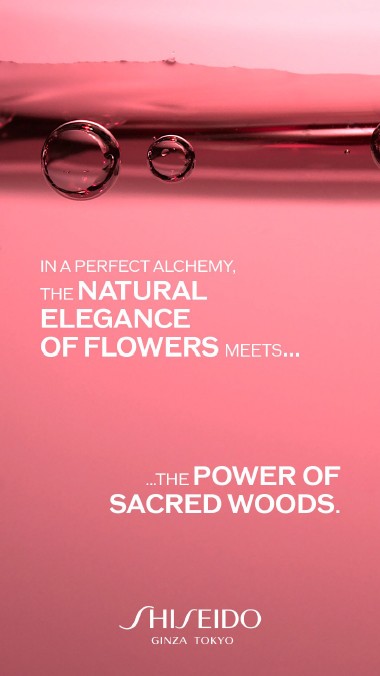 IN A PERFECT ALCHEMY,
THE NATURAL
ELEGANCE
OF FLOWERS MEETS...
...THE POWER OF
SACRED WOODS.
SHISEIDO
GINZA TOKYO